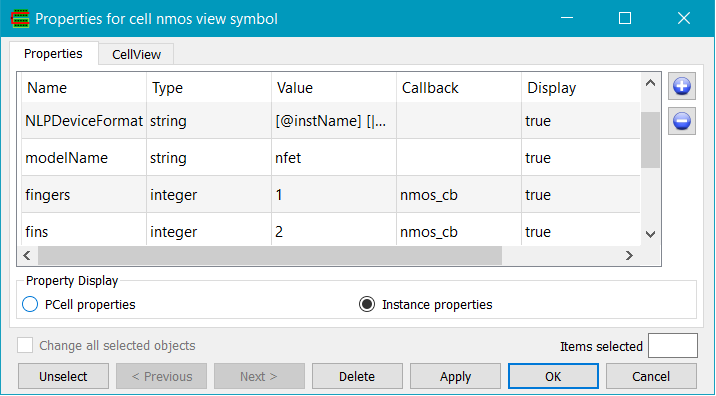 Properties for cell nmos view symbol
Properties CellView
Name Type Value Callback Display
NLPDeviceFormat string [@instName] [|... true
modelName string nfet true
fingers integer 1 nmos_cb true
fins integer 2 nmos_cb true
Property Display
PCell properties Instance properties
Change all selected objects Items selected
Unselect < Previous Next > Delete Apply OK Cancel